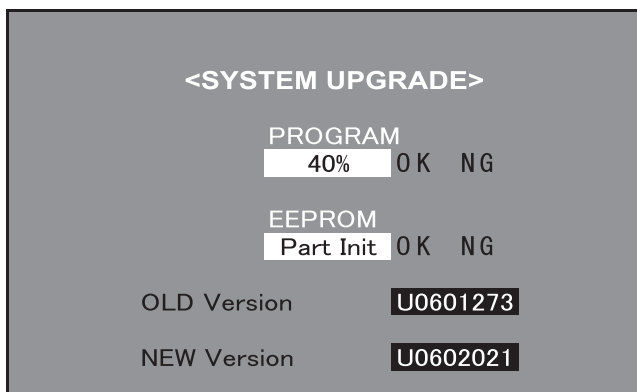 <SYSTEM UPGRADE>
PROGRAM
40% OK NG
EEPROM
Part Init OK NG
OLD Version U0601273
NEW Version U0602021